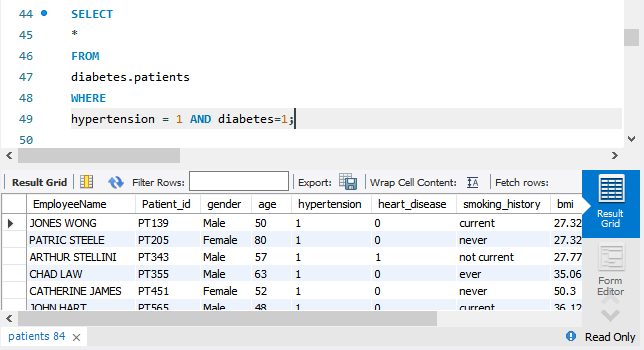 44 SELECT
45 *
46 FROM
47 diabetes.patients
48 WHERE
49 hypertension = 1 AND diabetes=1;
50
Result Grid Filter Rows: Export: Wrap Cell Content: Fetch rows:
EmployeeName Patient_id gender age hypertension heart_disease smoking_history bmi
JONES WONG PT139 Male 50 1 0 current 27.32
PATRIC STEELE PT205 Female 80 1 0 never 27.32
ARTHUR STELLINI PT343 Male 57 1 1 not current 27.77
CHAD LAW PT355 Male 63 1 0 ever 35.06
CATHERINE JAMES PT451 Female 52 1 0 never 50.3
JOHN HART PT565 Male 48 1 0 current 36.12
Result
Grid
Form
Editor
patients 84
Read Only